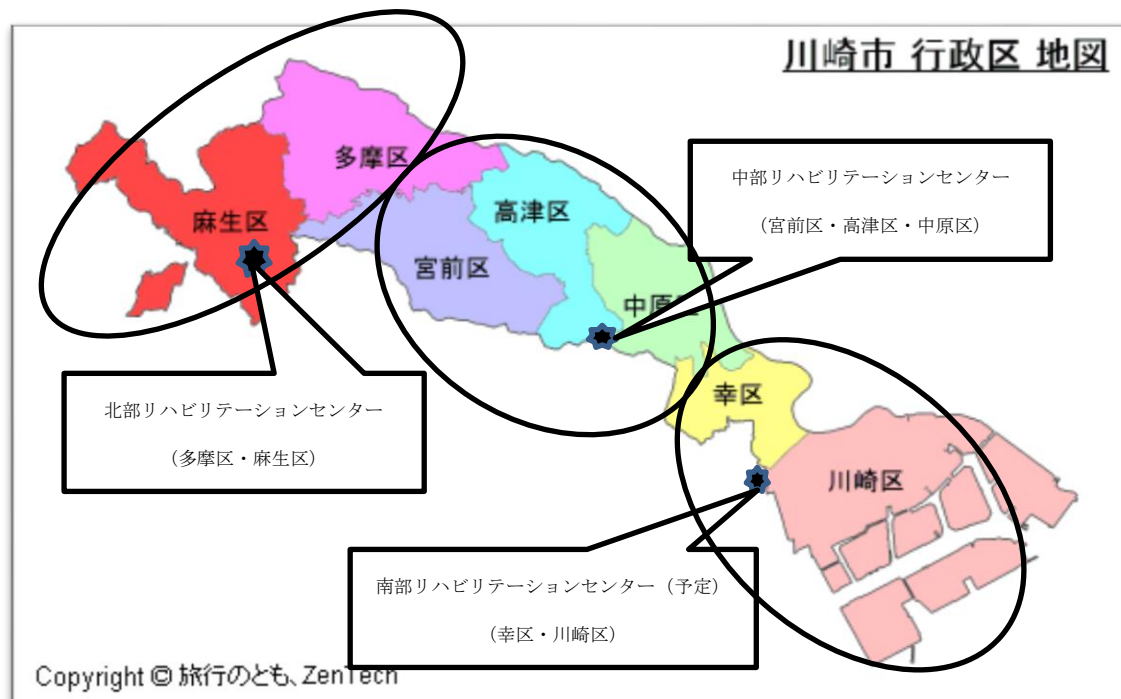 川崎市 行政区 地図
多摩区
麻生区
高津区
宮前区
中原区
幸区
川崎区
中部リハビリテーションセンター
（宮前区・高津区・中原区）
北部リハビリテーションセンター
（多摩区・麻生区）
南部リハビリテーションセンター（予定）
（幸区・川崎区）
Copyright © 旅行のとも、ZenTech